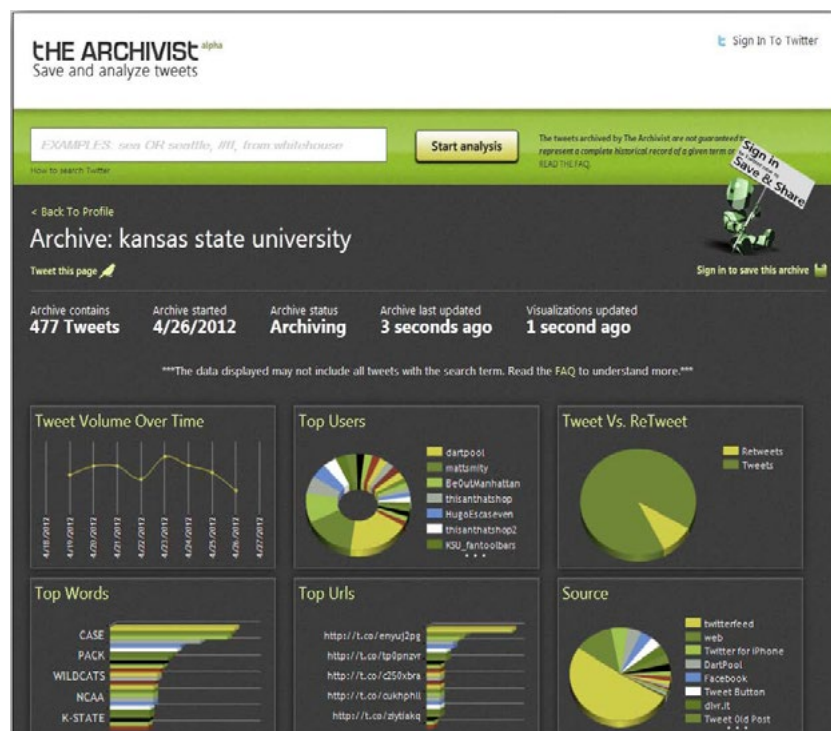 tHE ARCHIVISt alpha
Save and analyze tweets
Sign In To Twitter
EXAMPLES: sea OR seattle, #fl, from:whitehouse
Start analysis
The tweets archived by The Archivist are not guaranteed to
represent a complete historical record of a given term or
READ THE FAQ.
How to search Twitter
Sign in
Save & Share
< Back To Profile
Archive: kansas state university
Tweet this page
Sign in to save this archive
Archive contains
477 Tweets
Archive started
4/26/2012
Archive status
Archiving
Archive last updated
3 seconds ago
Visualizations updated
1 second ago
***The data displayed may not include all tweets with the search term. Read the FAQ to understand more.***
Tweet Volume Over Time
4/18/2012
4/19/2012
4/20/2012
4/21/2012
4/22/2012
4/23/2012
4/24/2012
4/25/2012
4/26/2012
4/27/2012
Top Users
dartpool
mattsmity
BeOutManhattan
thisanthatshop
HugoEscaseven
thisanthatshop2
KSU_fantoolbars
Tweet Vs. ReTweet
Retweets
Tweets
Top Words
CASE
PACK
WILDCATS
NCAA
K-STATE
Top Urls
http://t.co/enyuj2pg
http://t.co/tp0pnzvr
http://t.co/c250xbra
http://t.co/cukhphll
http://t.co/ziytlakq
Source
twitterfeed
web
Twitter for iPhone
DartPool
Facebook
Tweet Button
dlvr.it
Tweet Old Post